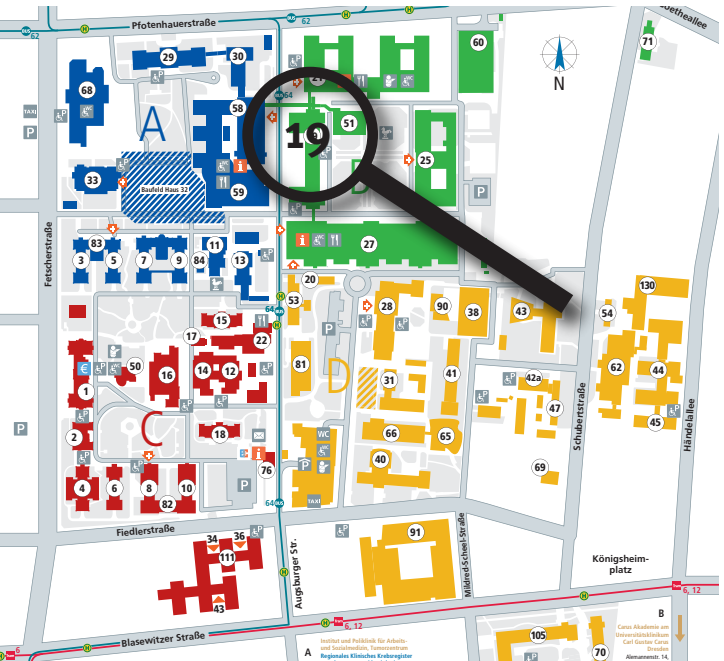 Pfotenhauerstraße
62
62
H
H
H
Goetheallee
71
60
N
29
30
68
P
64
TAXI
P
A
58
19
51
25
33
Baufeld Haus 32
59
D
P
27
Fetscherstraße
83
3
5
7
9
84
11
13
20
53
64
H
H
28
90
38
43
54
130
15
17
22
P
50
16
14
12
81
D
31
41
42a
62
44
1
€
47
45
P
2
C
18
66
65
WC
40
69
76
P
P
4
6
8
10
82
TAXI
64
Schubertstraße
Händelallee
Fiedlerstraße
34
36
111
43
Augsburger Str.
91
Mildred-Scheel-Straße
Königsheim-
platz
H
H
6, 12
6, 12
H
6
Blasewitzer Straße
A
Institut und Poliklinik für Arbeits-
und Sozialmedizin, Tumorzentrum
Regionales Klinisches Krebsregister
105
70
B
Carus Akademie am
Universitätsklinikum
Carl Gustav Carus
Dresden
Alemannenstr. 14,